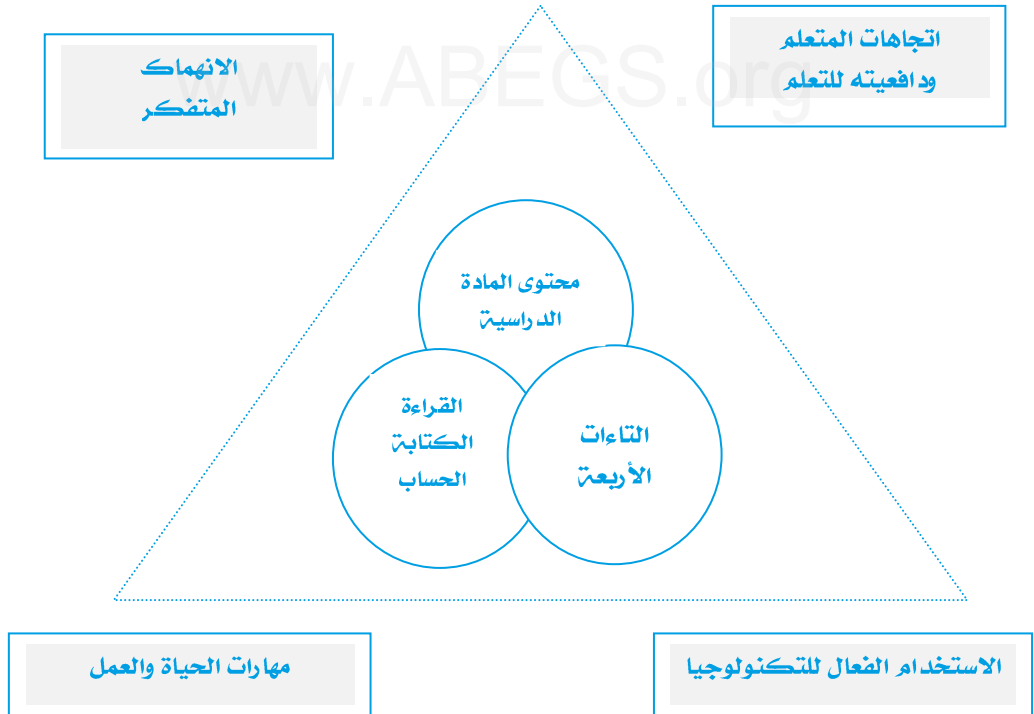 www.ABEGS.org
اتجاهات المتعلم
ودافعيته للتعلم
الانهماك
المتفكر
محتوى المادة
الدراسية
التاءات
الأربعة
القراءة
الكتابة
الحساب
الاستخدام الفعال للتكنولوجيا
مهارات الحياة والعمل